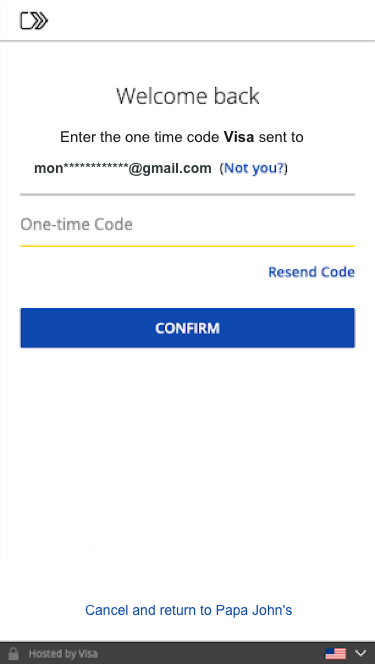 Welcome back
Enter the one time code Visa sent to
mon************@gmail.com (Not you?)
One-time Code
Resend Code
CONFIRM
Cancel and return to Papa John's
Hosted by Visa